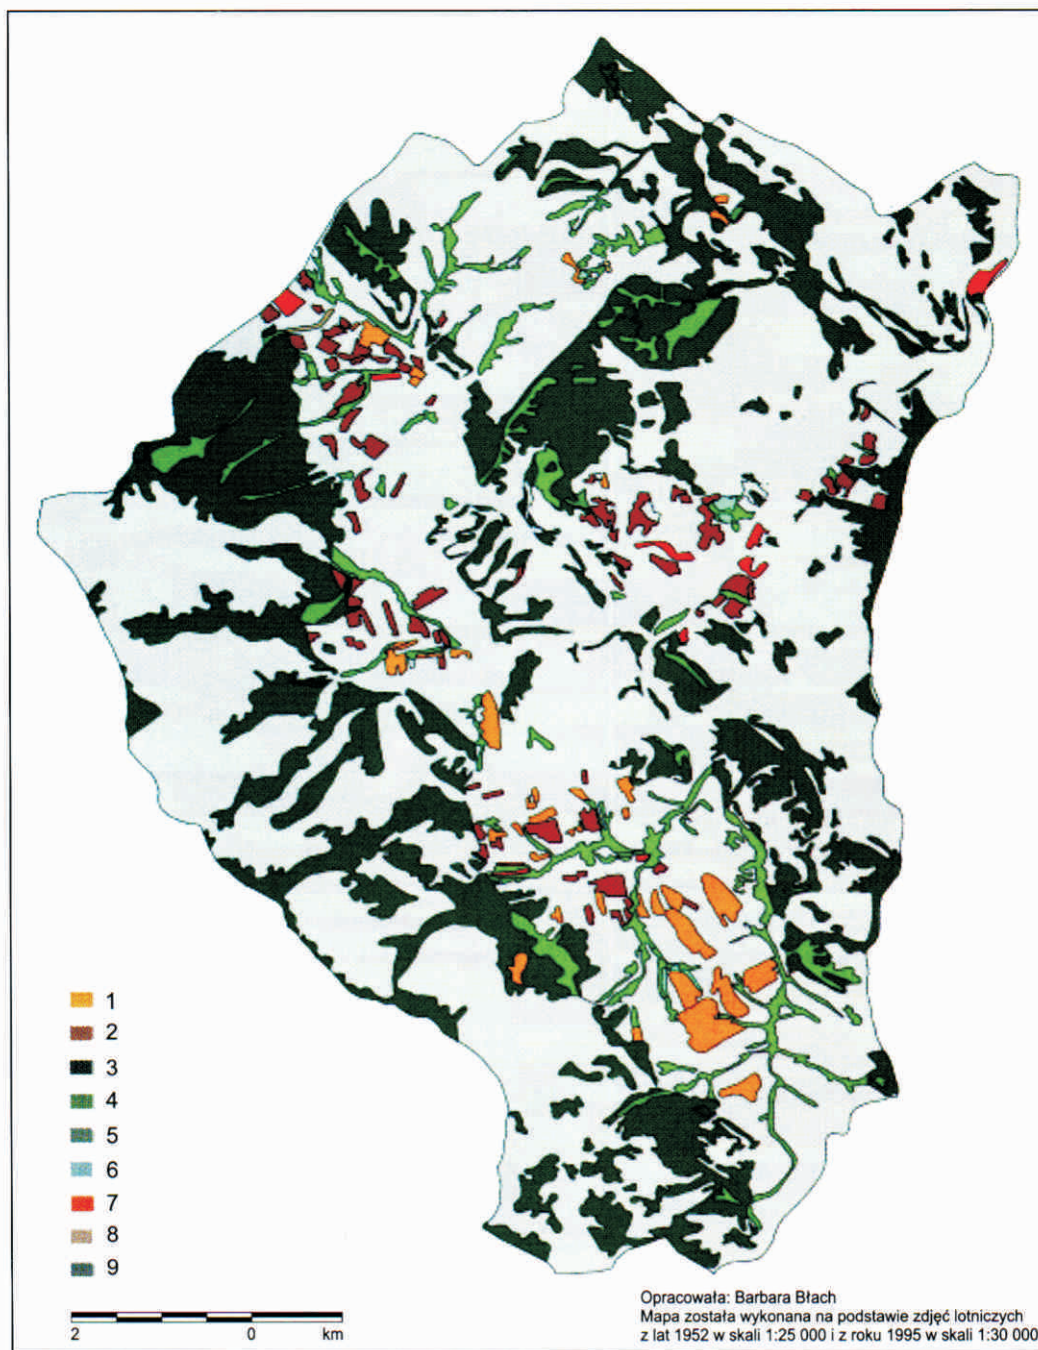 1
2
3
4
5
6
7
8
9
2 0 km
Opracowała: Barbara Błach
Mapa została wykonana na podstawie zdjęć lotniczych
z lat 1952 w skali 1:25 000 i z roku 1995 w skali 1:30 000